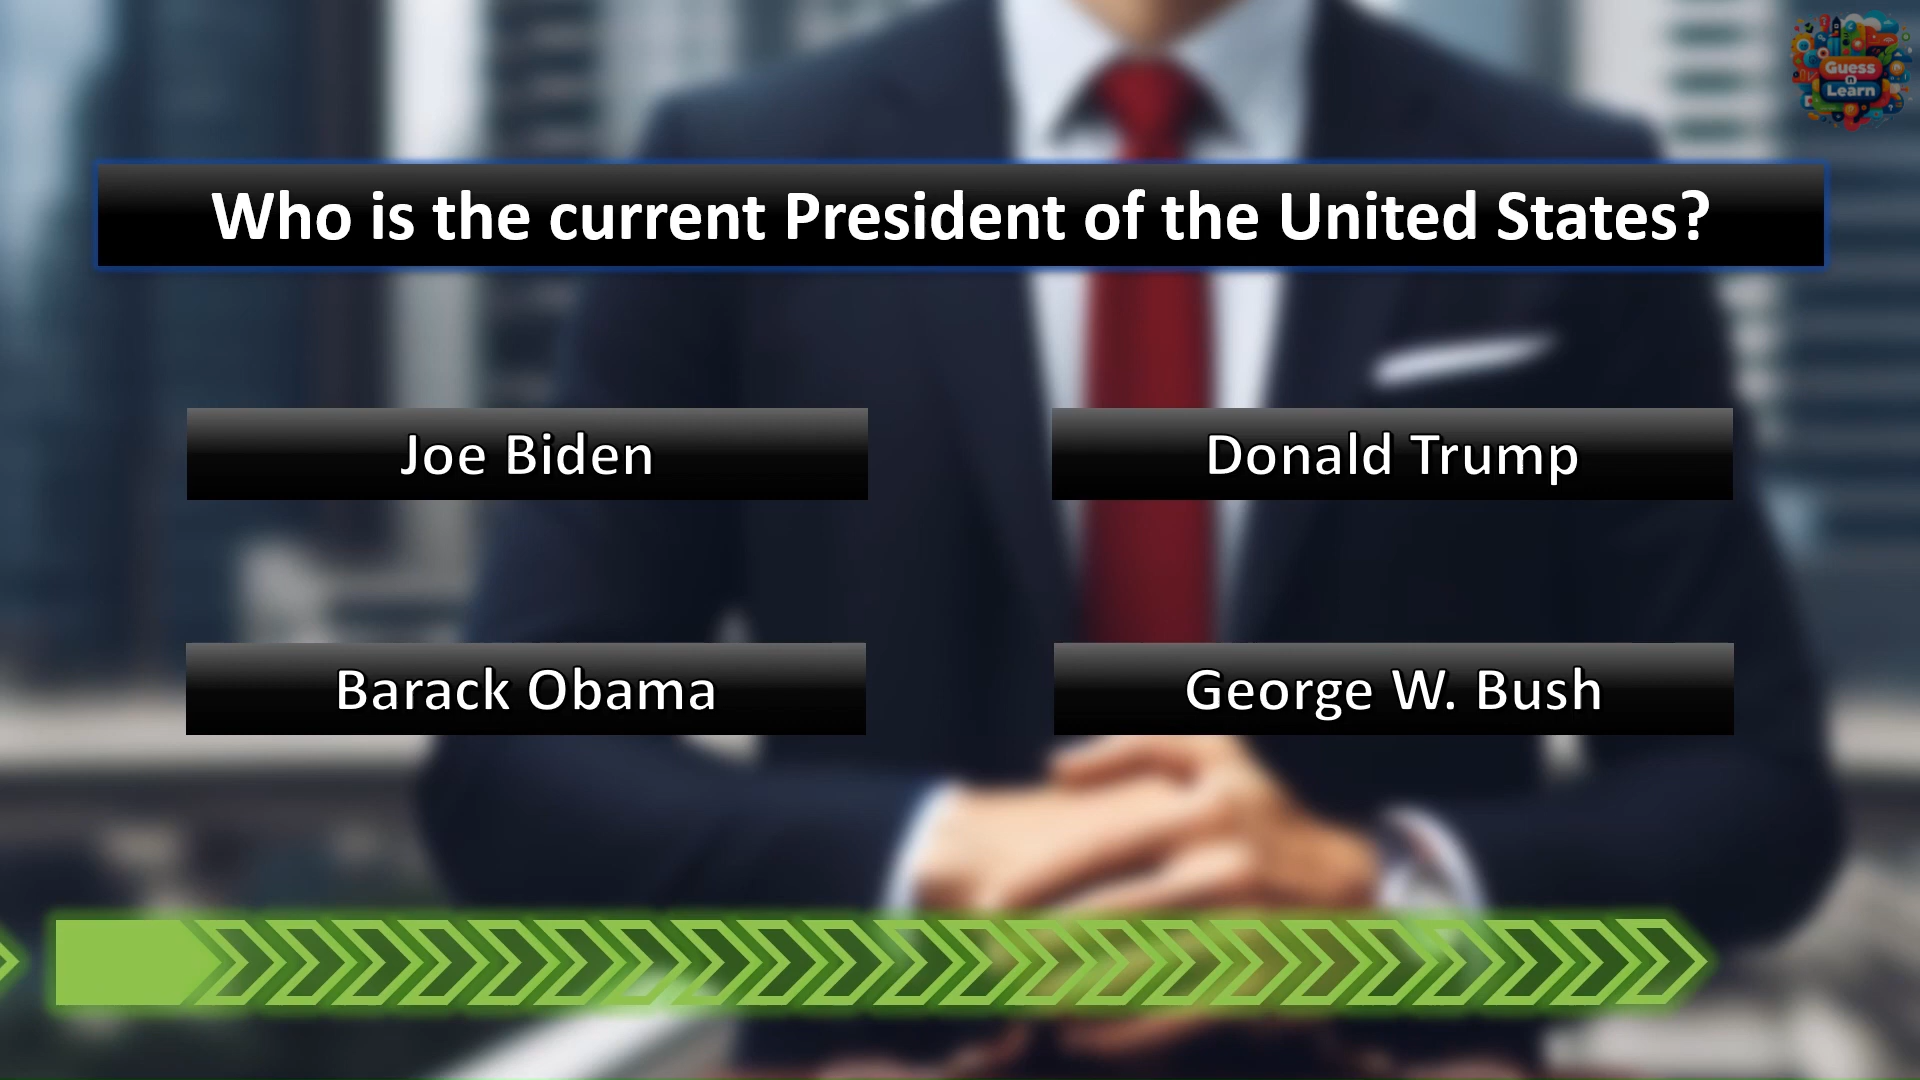 Guess
n
Learn
Who is the current President of the United States?
Joe Biden
Donald Trump
Barack Obama
George W. Bush